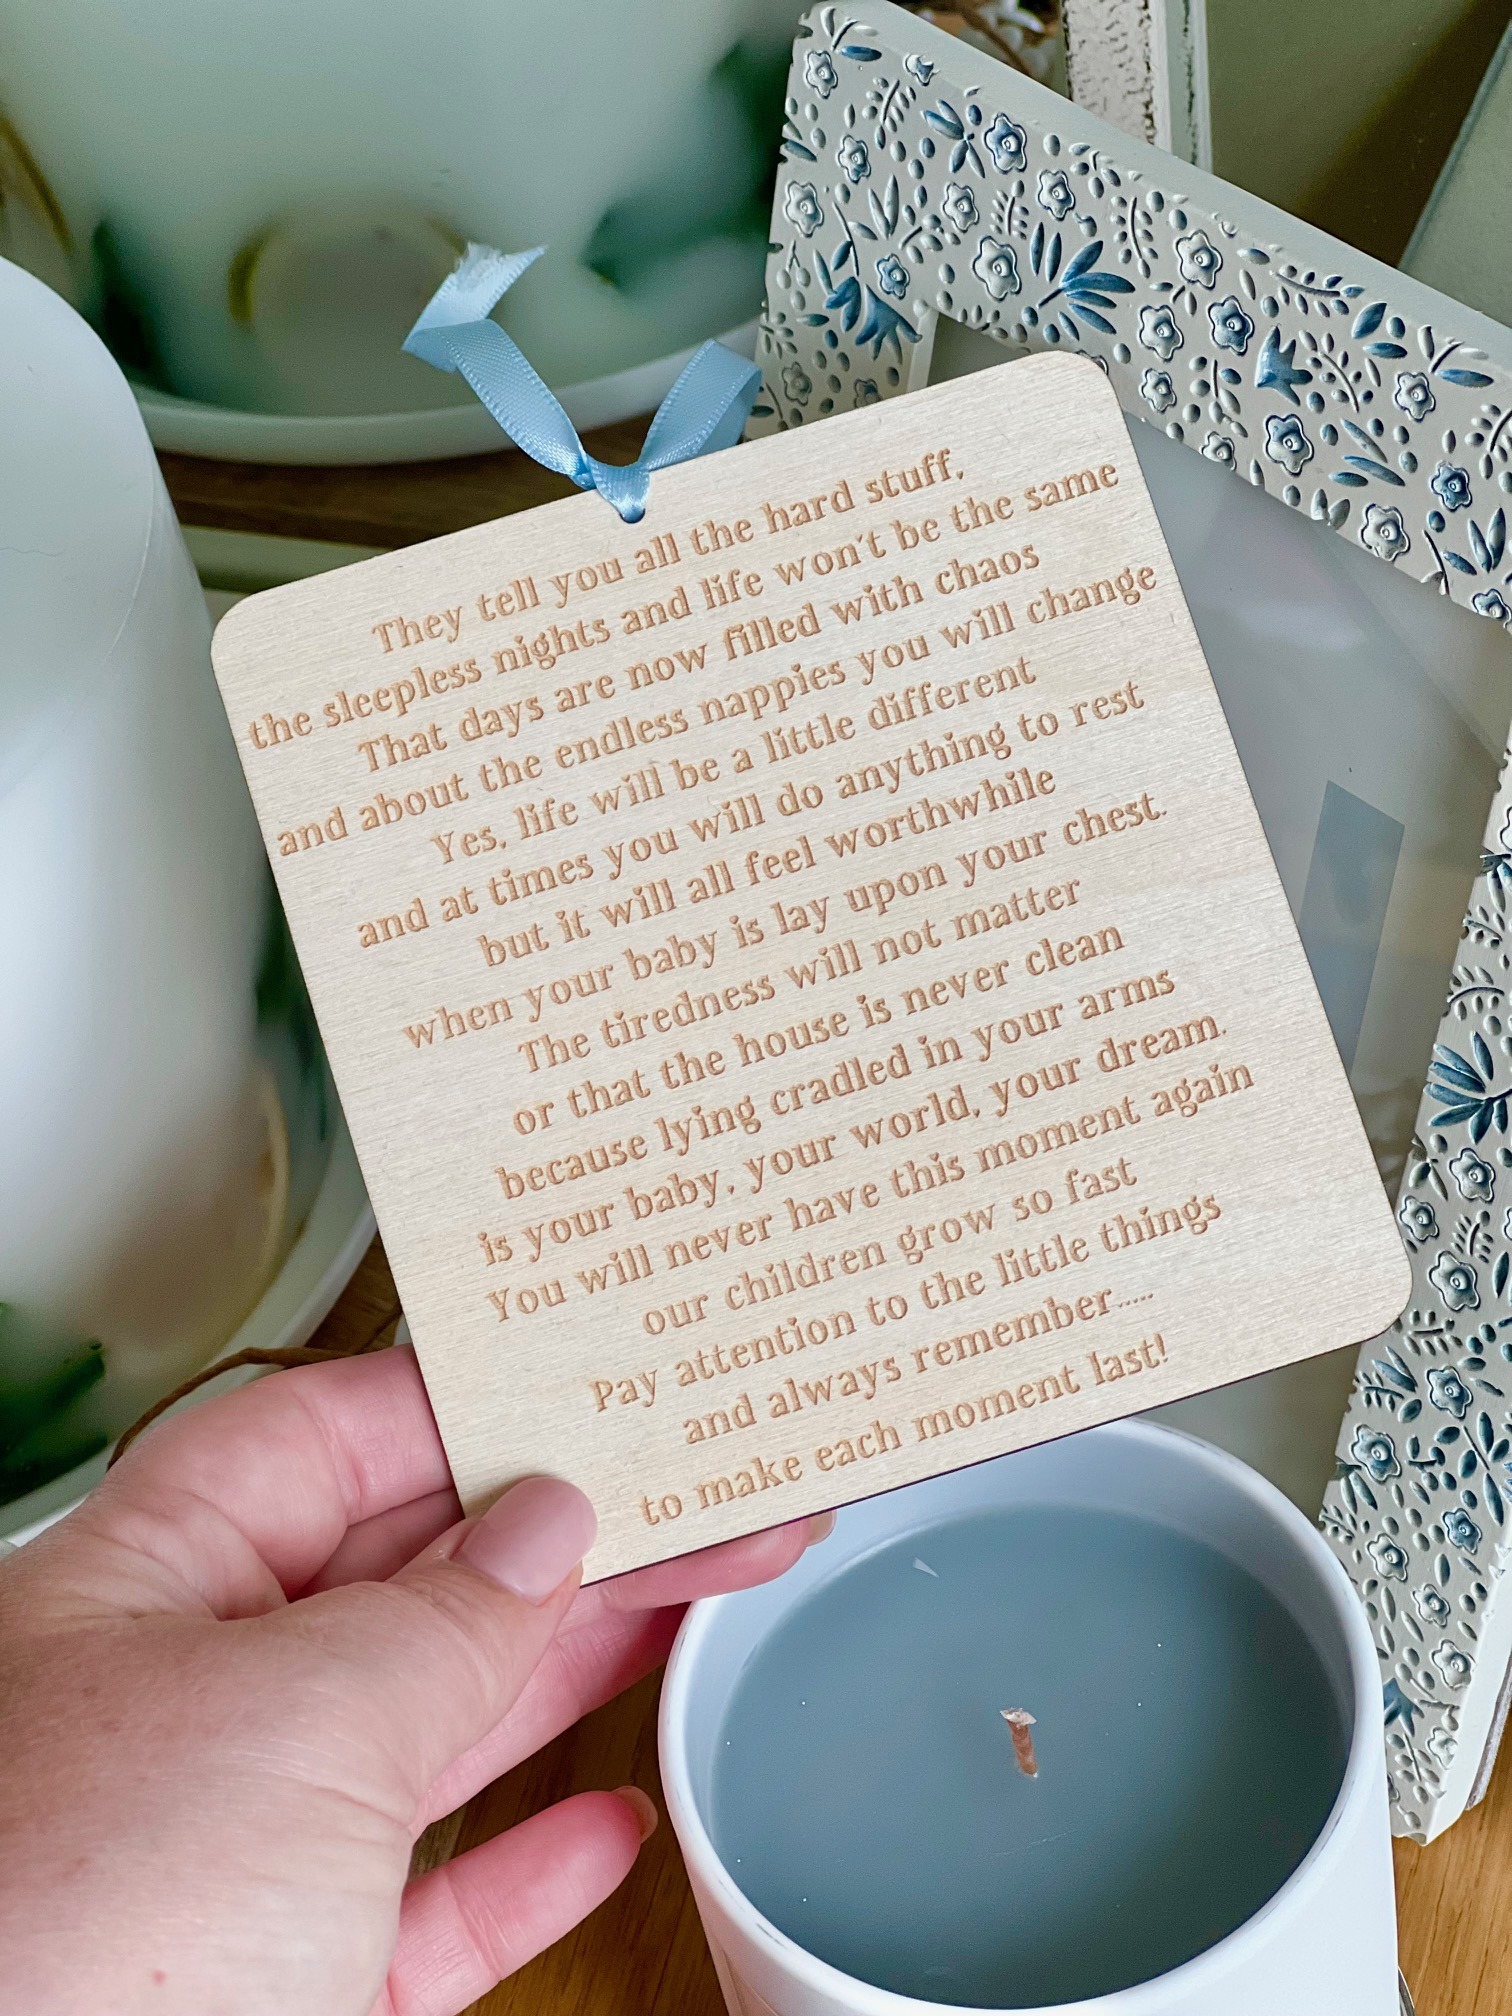 They tell you all the hard stuff,
the sleepless nights and life won't be the same
That days are now filled with chaos
and about the endless nappies you will change
Yes, life will be a little different
and at times you will do anything to rest
but it will all feel worthwhile
when your baby is lay upon your chest.
The tiredness will not matter
or that the house is never clean
because lying cradled in your arms
is your baby, your world, your dream.
You will never have this moment again
our children grow so fast
Pay attention to the little things
and always remember.....
to make each moment last!